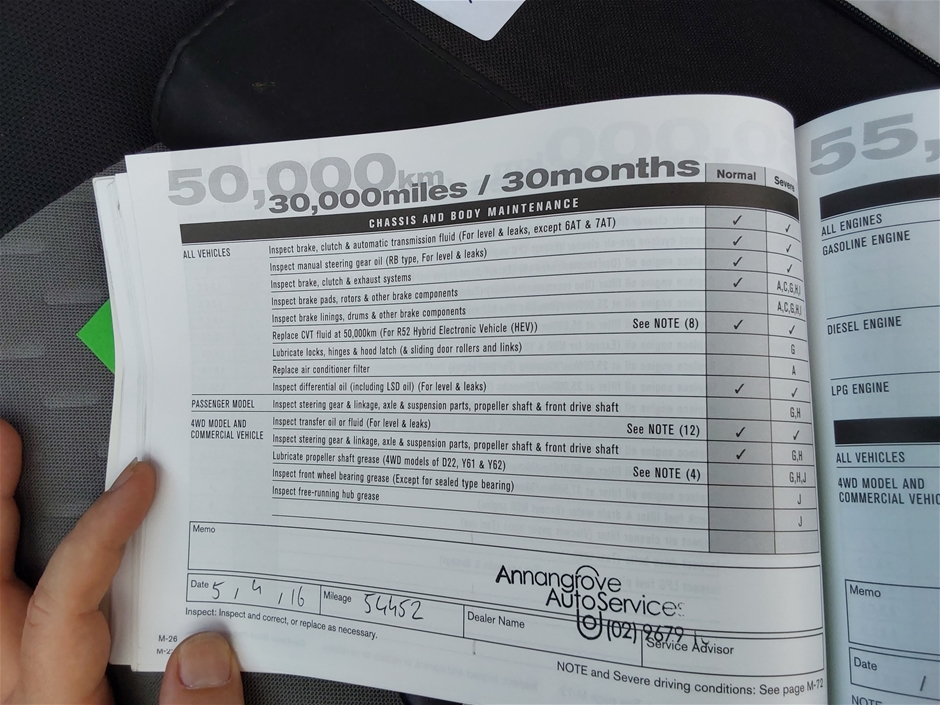 50,000km
30,000miles / 30months
Normal
Severe
CHASSIS AND BODY MAINTENANCE
ALL VEHICLES
Inspect brake, clutch & automatic transmission fluid (For level & leaks, except 6AT & 7AT) ✓ ✓
Inspect manual steering gear oil (RB type, For level & leaks) ✓ ✓
Inspect brake, clutch & exhaust systems ✓ ✓
Inspect brake pads, rotors & other brake components ✓ A,C,G,H,I
Inspect brake linings, drums & other brake components A,C,G,H,I
Replace CVT fluid at 50,000km (For R52 Hybrid Electronic Vehicle (HEV)) See NOTE (8) ✓ ✓
Lubricate locks, hinges & hood latch (& sliding door rollers and links) G
Replace air conditioner filter A
Inspect differential oil (including LSD oil) (For level & leaks) ✓ ✓
PASSENGER MODEL Inspect steering gear & linkage, axle & suspension parts, propeller shaft & front drive shaft G,H
4WD MODEL AND
COMMERCIAL VEHICLE
Inspect transfer oil or fluid (For level & leaks) See NOTE (12) ✓ ✓
Inspect steering gear & linkage, axle & suspension parts, propeller shaft & front drive shaft ✓ G,H
Lubricate propeller shaft grease (4WD models of D22, Y61 & Y62) See NOTE (4) G,H,J
Inspect front wheel bearing grease (Except for sealed type bearing) J
Inspect free-running hub grease J
Memo
Date 5 , 4 , 16
Mileage 54452
Dealer Name
Annangrove
AutoServices
(02) 9679
Service Advisor
Inspect: Inspect and correct, or replace as necessary.
NOTE and Severe driving conditions: See page M-72
M-26
55,
ALL ENGINES
GASOLINE ENGINE
DIESEL ENGINE
LPG ENGINE
ALL VEHICLES
4WD MODEL AND
COMMERCIAL VEHICL
Memo
Date /
NOTE